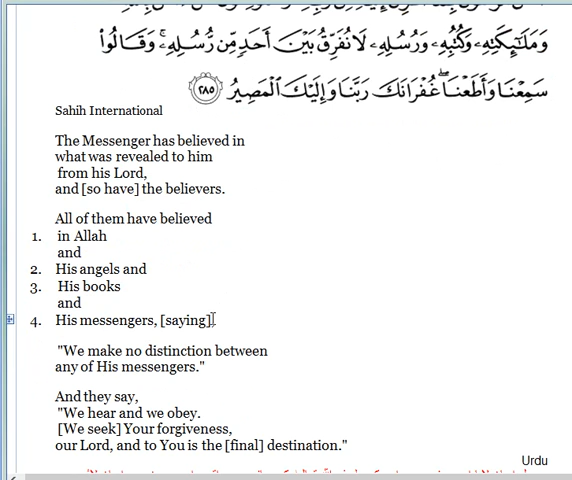 وَمَلَـٰٓئِكَتِهِۦ وَكُتُبِهِۦ وَرُسُلِهِۦ لَا نُفَرِّقُ بَيْنَ أَحَدٍ مِّن رُّسُلِهِۦ ۚ وَقَالُوا۟
سَمِعْنَا وَأَطَعْنَا ۖ غُفْرَانَكَ رَبَّنَا وَإِلَيْكَ ٱلْمَصِيرُ ٢٨٥
Sahih International
The Messenger has believed in
what was revealed to him
from his Lord,
and [so have] the believers.
All of them have believed
1. in Allah
and
2. His angels and
3. His books
and
4. His messengers, [saying],
"We make no distinction between
any of His messengers."
And they say,
"We hear and we obey.
[We seek] Your forgiveness,
our Lord, and to You is the [final] destination."
Urdu